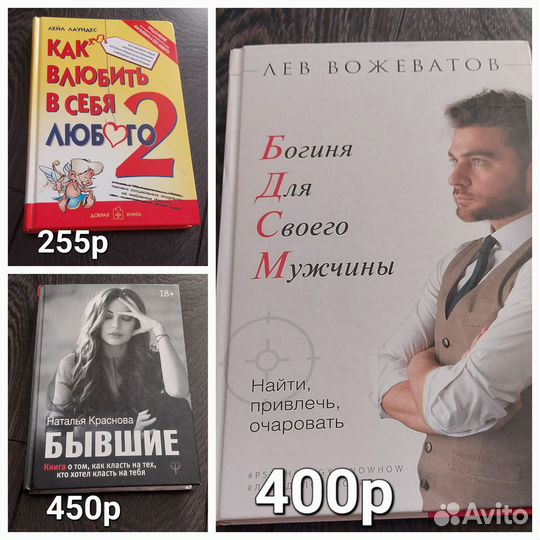 ЛЕЙЛ ЛАУНДЕС
КАК
ВЛЮБИТЬ
В СЕБЯ
ЛЮБОГО
2
ДОБРАЯ КНИГА
255р
18+
Наталья Краснова
БЫВШИЕ
Книга о том, как класть на тех,
кто хотел класть на тебя
450р
ЛЕВ ВОЖЕВАТОВ
Богиня
Для
Своего
Мужчины
Найти,
привлечь,
очаровать
400р
Avito